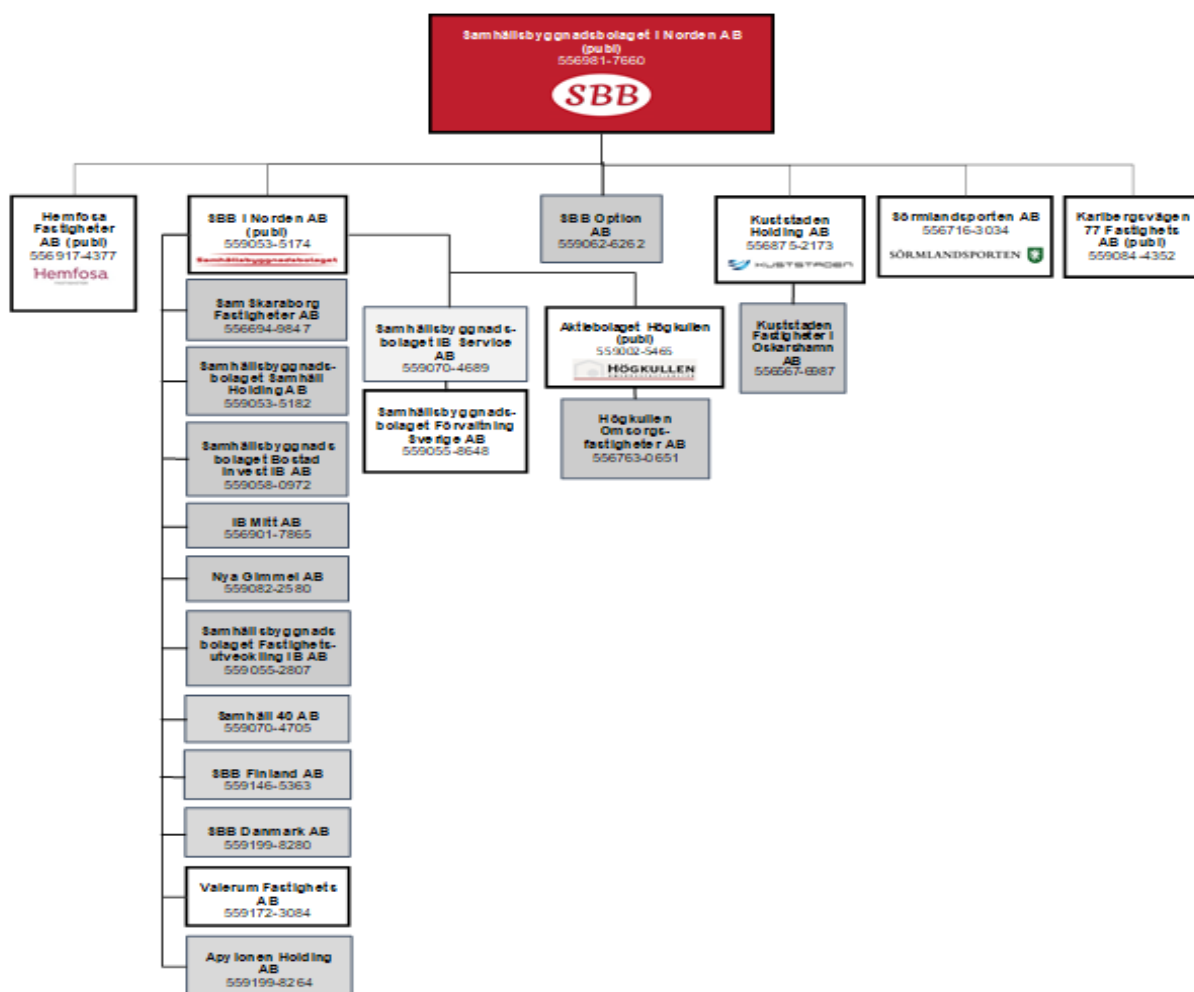 Samhällsbyggnadsbolaget i Norden AB
(publ)
556981-7660
SBB
Hemfosa
Fastigheter
AB (publ)
556917-4377
Hemfosa
SBB i Norden AB
(publ)
559053-5174
Samhällsbyggnadsbolaget
SBB Option
AB
559062-6262
Kuststaden
Holding AB
556875-2173
KUSTSTADEN
Sörmlandsporten AB
556716-3034
SÖRMLANDSPORTEN
Karlbergsvägen
77 Fastighets
AB (publ)
559084-4352
Sam Skaraborg
Fastigheter AB
556694-9847
Samhällsbyggnads-
bolaget Samhäll
Holding AB
559053-5182
Samhällsbyggnads
bolaget Bostad
Invest IB AB
559058-0972
IB Mitt AB
556901-7865
Nya Gimmel AB
559082-2580
Samhällsbyggnads
bolaget Fastighets-
utveckling IB AB
559055-2807
Samhäll 40 AB
559070-4705
SBB Finland AB
559146-5363
SBB Danmark AB
559199-8280
Valerum Fastighets
AB
559172-3084
Apylonen Holding
AB
559199-8264
Samhällsbyggnads-
bolaget IB Service
AB
559070-4689
Samhällsbyggnads-
bolaget Förvaltning
Sverige AB
559055-8648
Aktiebolaget Högkullen
(publ)
559002-5465
HÖGKULLEN
Högkullen
Omsorgs-
fastigheter AB
556763-0651
Kuststaden
Fastigheter i
Oskarshamn
AB
556567-6987